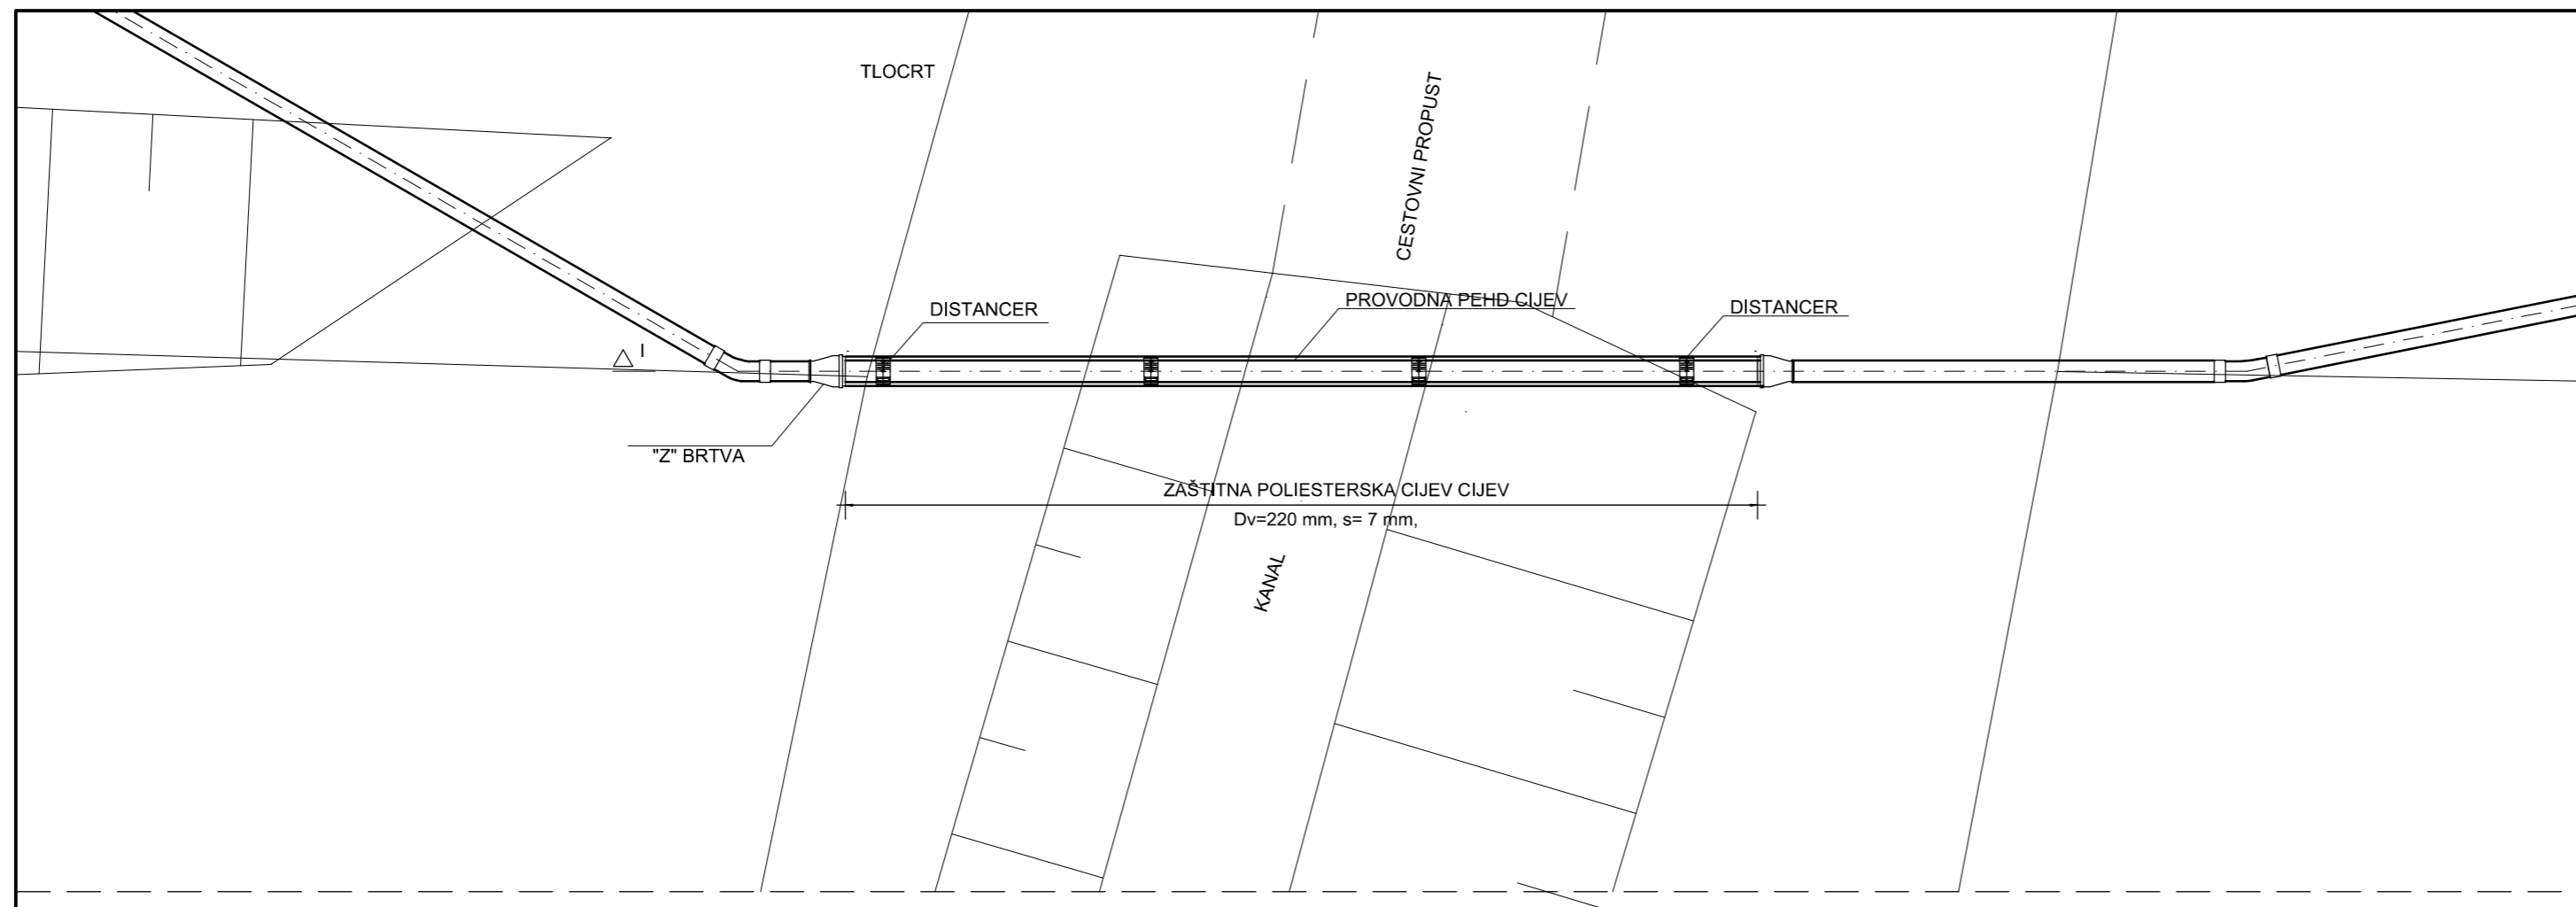 TLOCRT
CESTOVNI PROPUST
DISTANCER
PROVODNA PEHD CIJEV
DISTANCER
I
"Z" BRTVA
ZAŠTITNA POLIESTERSKA CIJEV CIJEV
Dv=220 mm, s= 7 mm,
KANAL